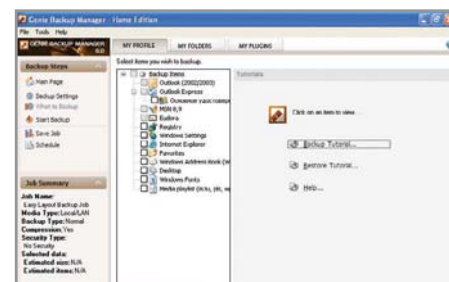 Genie Backup Manager - Home Edition
File Tools Help
GENIE BACKUP MANAGER
6.0
MY PROFILE MY FOLDERS MY PLUGINS
Select items you wish to backup.
Backup Steps
Main Page
Backup Settings
What to Backup
Start Backup
Save Job
Schedule
Job Summary
Job Name:
Easy Layout Backup Job
Media Type: Local/LAN
Backup Type: Normal
Compression: Yes
Security Type:
No Security
Selected data:
Estimated size: N/A
Estimated items: N/A
Backup Items
Outlook (2002/2003)
Outlook Express
MSN 8,9
Eudora
Registry
Windows Settings
Internet Explorer
Favorites
Windows Address Book (W
Desktop
Windows Fonts
Media playlist
Tutorials
Click on an item to view
Backup Tutorial...
Restore Tutorial...
Help...